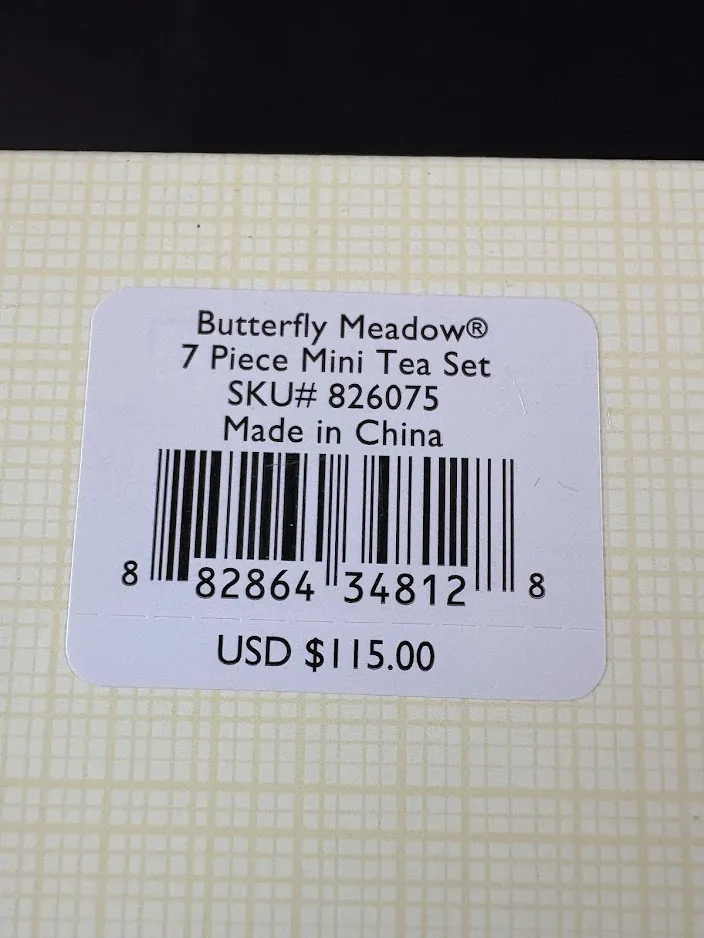 Butterfly Meadow®
7 Piece Mini Tea Set
SKU# 826075
Made in China
8 82864 34812 8
USD $115.00